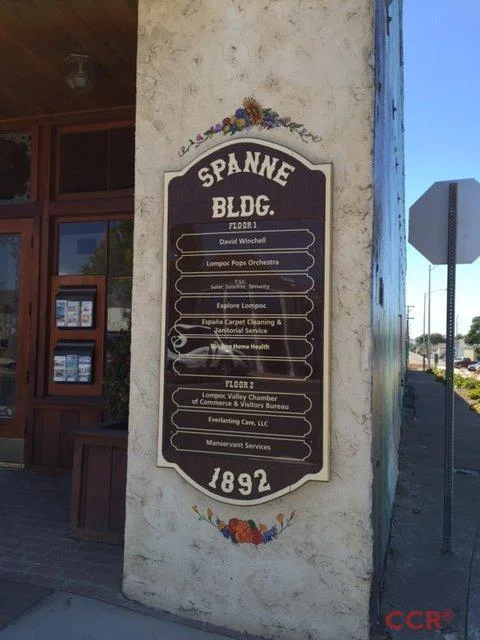 SPANNE
BLDG.
FLOOR 1
David Winchell
Lompoc Pops Orchestra
T.S.C.
Solar, Satellite, Security
Explore Lompoc
España Carpet Cleaning &
Janitorial Service
Wilshire Home Health
FLOOR 2
Lompoc Valley Chamber
of Commerce & Visitors Bureau
Everlasting Care, LLC
Manservant Services
1892
CCR®